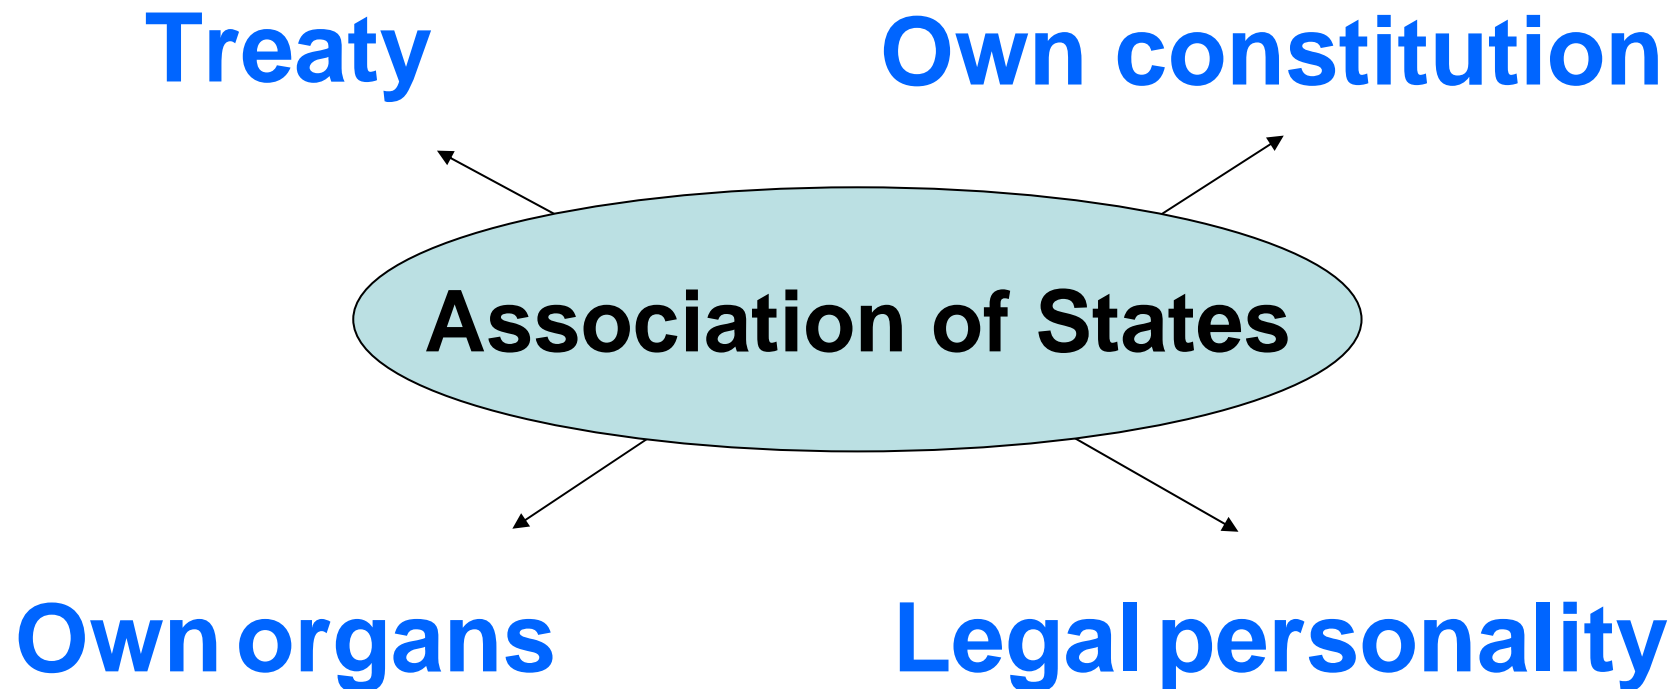 Treaty
Own constitution
Association of States
Own organs
Legal personality